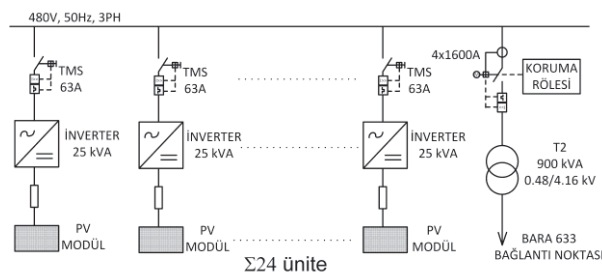 480V, 50Hz, 3PH
TMS
63A
TMS
63A
TMS
63A
4x1600A
KORUMA
RÖLESİ
İNVERTER
25 kVA
İNVERTER
25 kVA
İNVERTER
25 kVA
T2
900 kVA
0.48/4.16 kV
PV
MODÜL
PV
MODÜL
PV
MODÜL
BARA 633
BAĞLANTI NOKTASI
Σ24 ünite